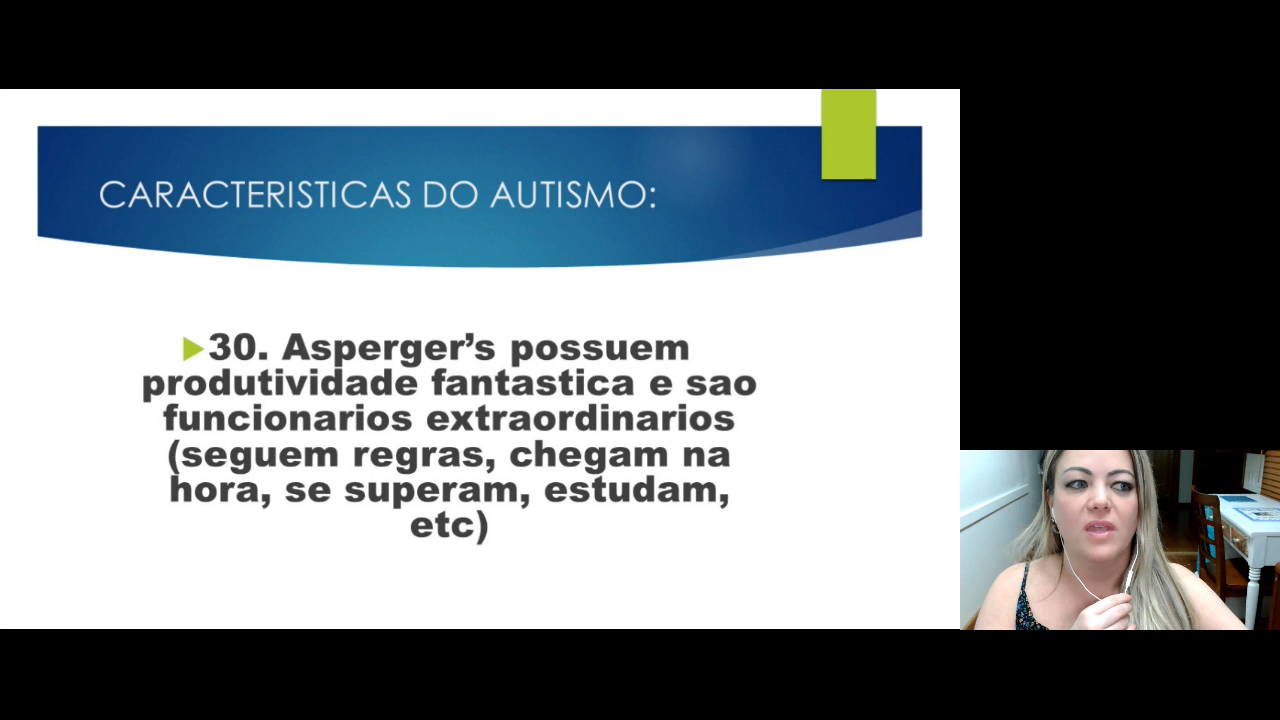 CARACTERISTICAS DO AUTISMO:
30. Asperger’s possuem
produtividade fantastica e sao
funcionarios extraordinarios
(seguem regras, chegam na
hora, se superam, estudam,
etc)